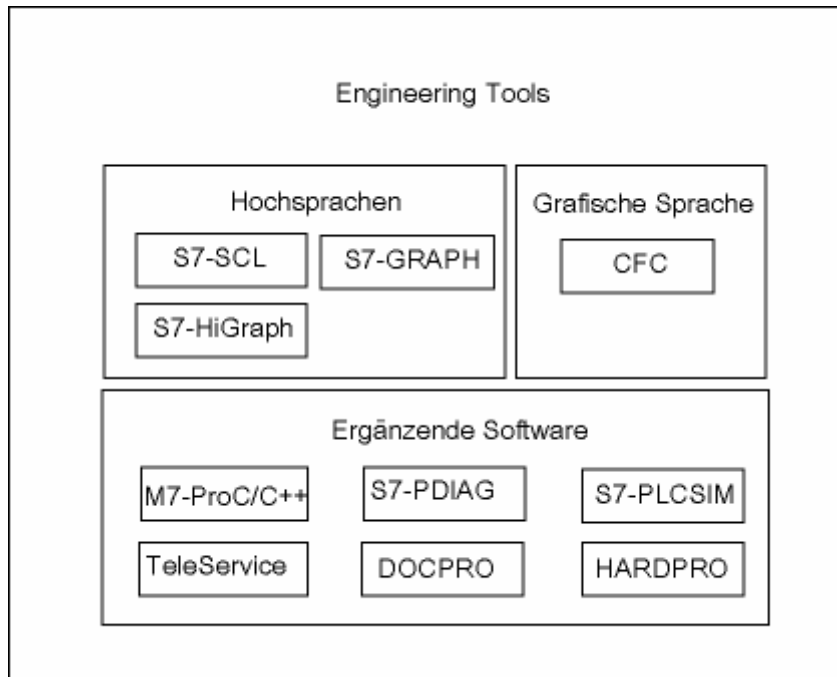 Engineering Tools
Hochsprachen
S7-SCL
S7-GRAPH
S7-HiGraph
Grafische Sprache
CFC
Ergänzende Software
M7-ProC/C++
S7-PDIAG
S7-PLCSIM
TeleService
DOCPRO
HARDPRO